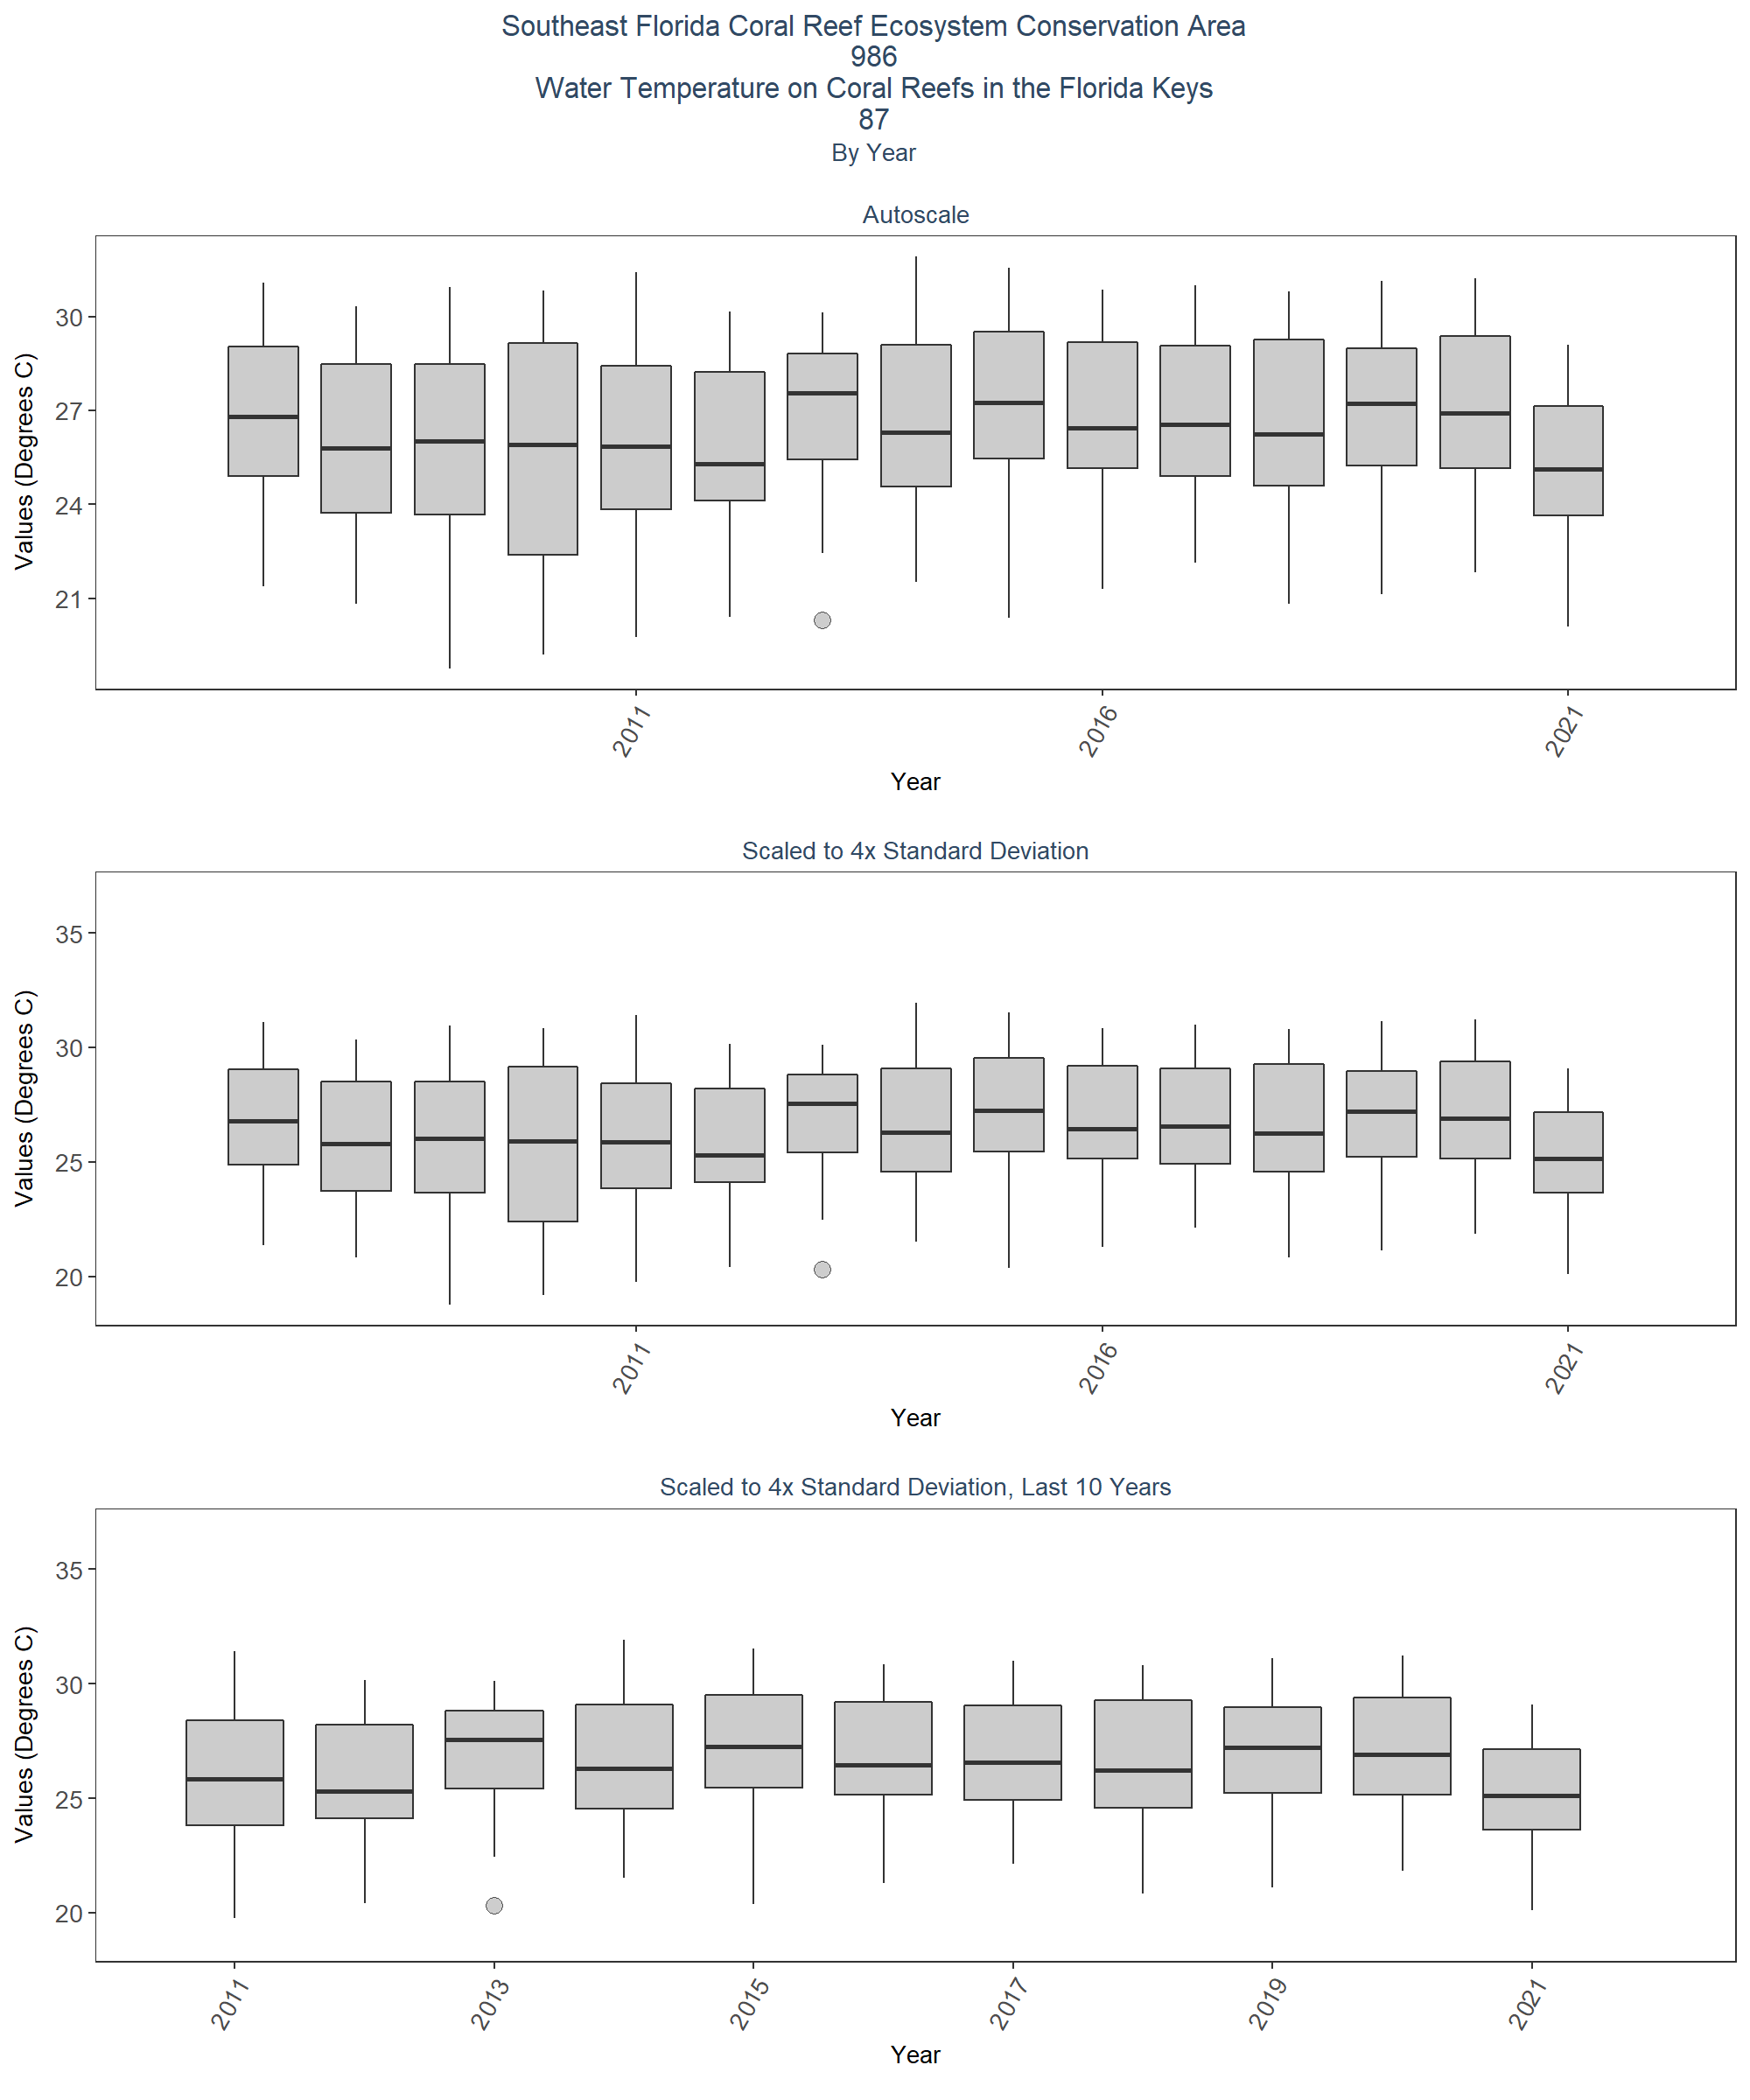 Southeast Florida Coral Reef Ecosystem Conservation Area
986
Water Temperature on Coral Reefs in the Florida Keys
87
By Year
Autoscale
Values (Degrees C)
30
27
24
21
2011
2016
2021
Year
Scaled to 4x Standard Deviation
Values (Degrees C)
35
30
25
20
2011
2016
2021
Year
Scaled to 4x Standard Deviation, Last 10 Years
Values (Degrees C)
35
30
25
20
2011
2013
2015
2017
2019
2021
Year